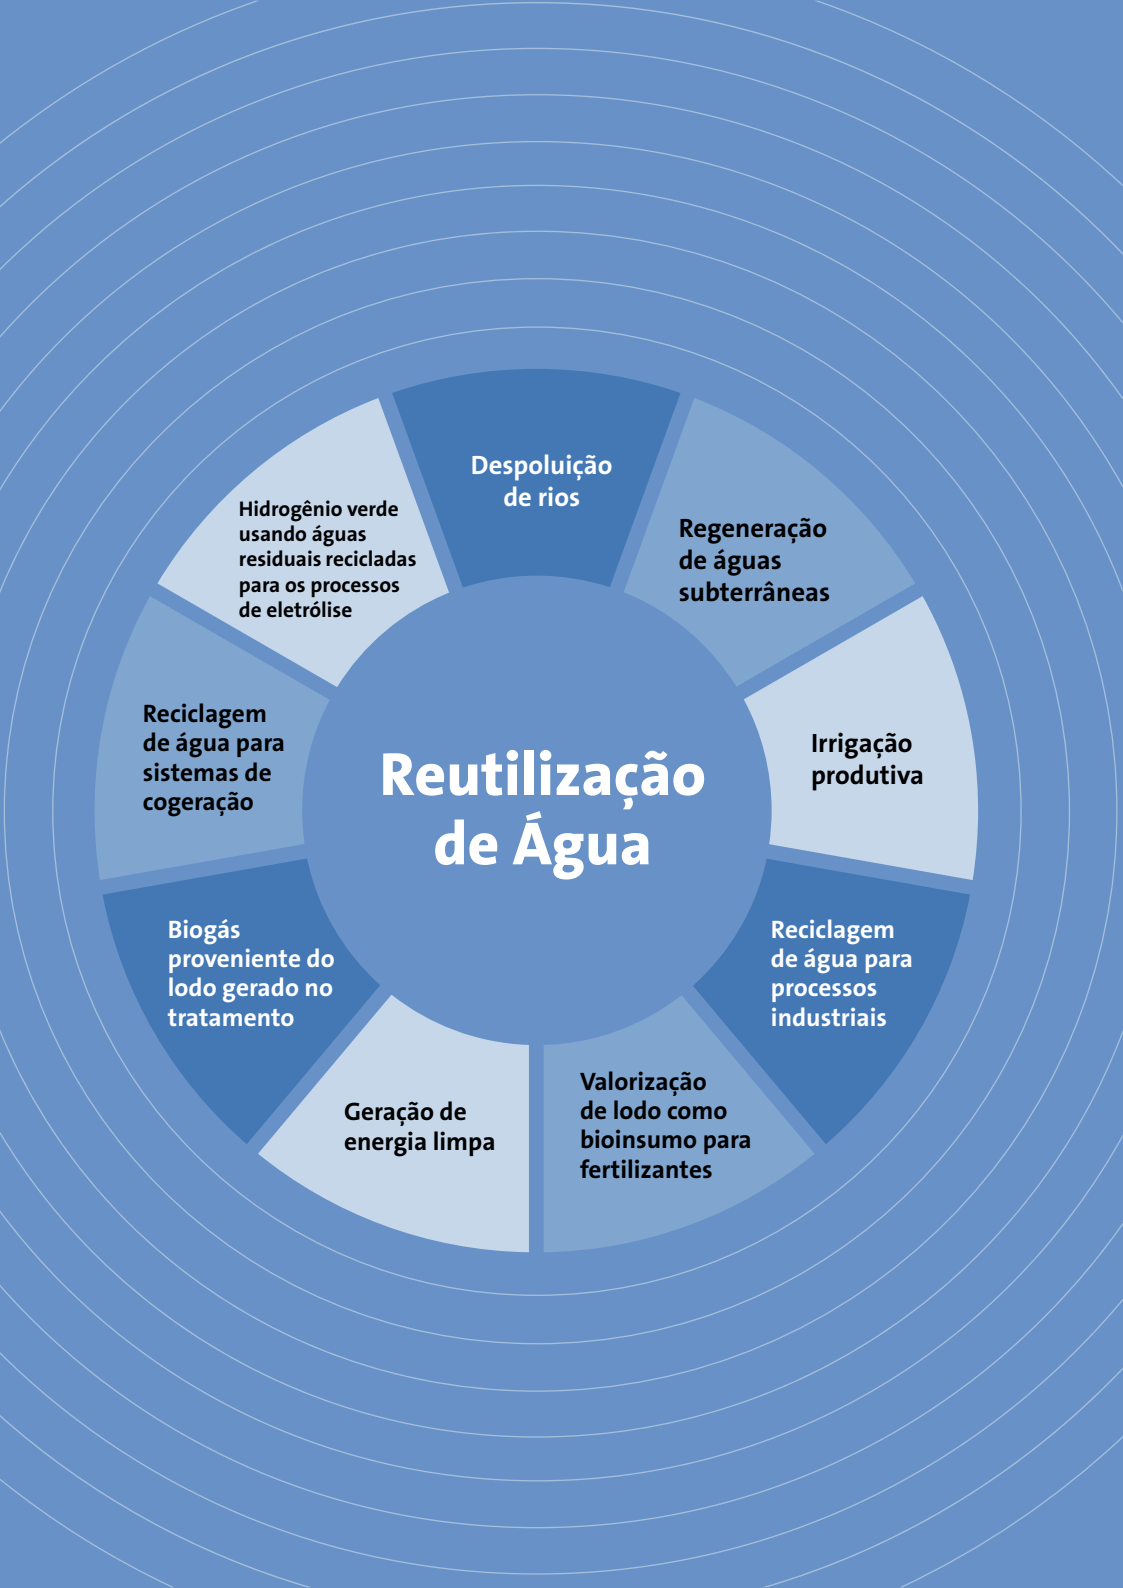 Despoluição
de rios
Regeneração
de águas
subterrâneas
Irrigação
produtiva
Reciclagem
de água para
processos
industriais
Valorização
de lodo como
bioinsumo para
fertilizantes
Geração de
energia limpa
Biogás
proveniente do
lodo gerado no
tratamento
Reciclagem
de água para
sistemas de
cogeração
Hidrogênio verde
usando águas
residuais recicladas
para os processos
de eletrólise
Reutilização
de Água